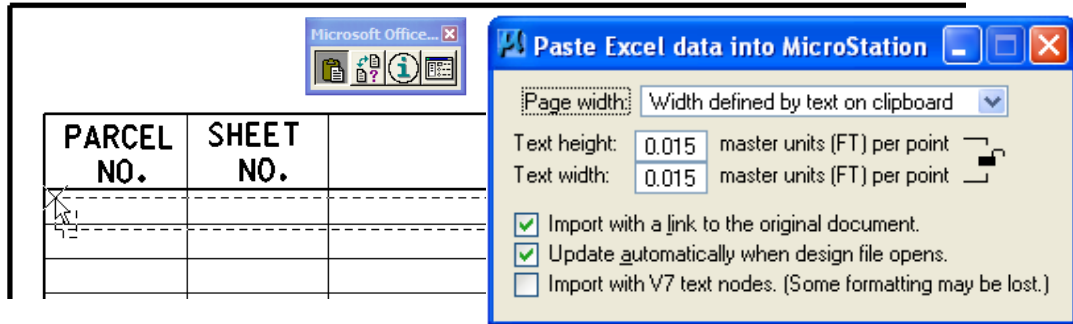 Microsoft Office...
PARCEL NO.
SHEET NO.
Paste Excel data into MicroStation
Page width: Width defined by text on clipboard
Text height: 0.015 master units (FT) per point
Text width: 0.015 master units (FT) per point
Import with a link to the original document.
Update automatically when design file opens.
Import with V7 text nodes. (Some formatting may be lost.)